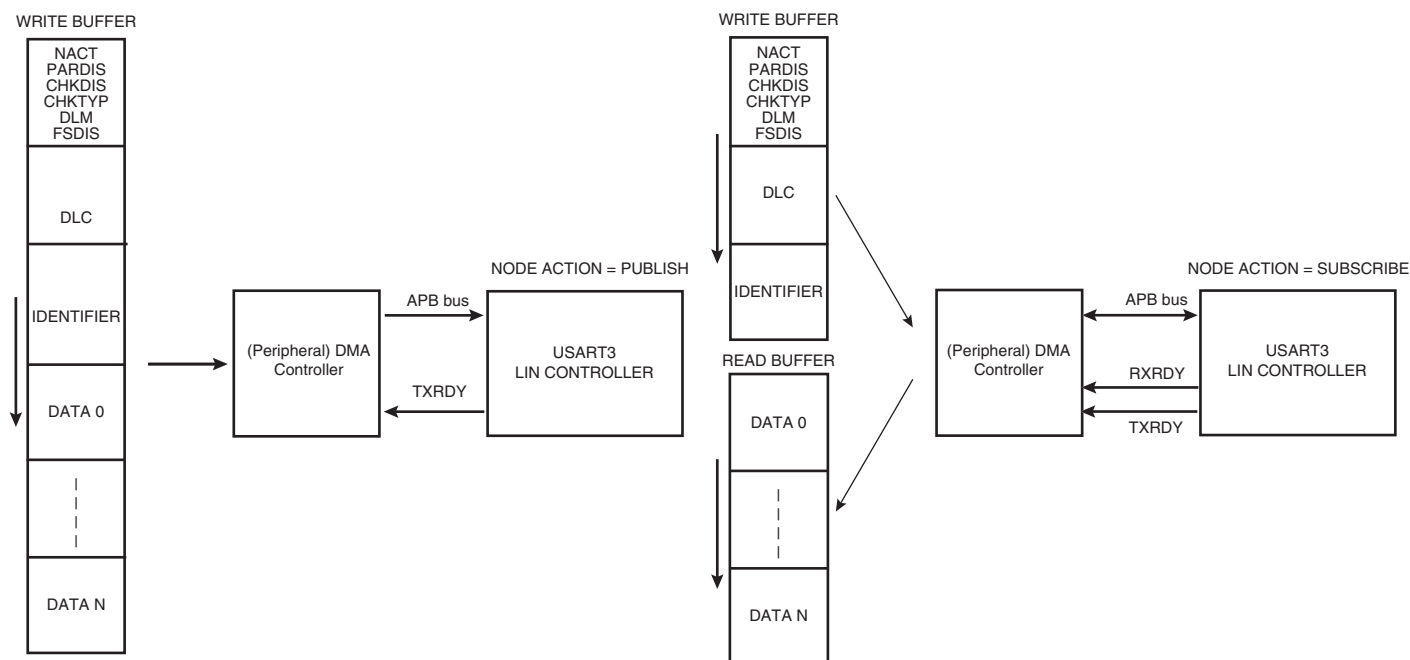 WRITE BUFFER
NACT
PARDIS
CHKDIS
CHKTYP
DLM
FSDIS
DLC
IDENTIFIER
DATA 0
DATA N
(Peripheral) DMA
Controller
APB bus
TXRDY
NODE ACTION = PUBLISH
USART3
LIN CONTROLLER
WRITE BUFFER
NACT
PARDIS
CHKDIS
CHKTYP
DLM
FSDIS
DLC
IDENTIFIER
READ BUFFER
DATA 0
DATA N
(Peripheral) DMA
Controller
APB bus
RXRDY
TXRDY
NODE ACTION = SUBSCRIBE
USART3
LIN CONTROLLER